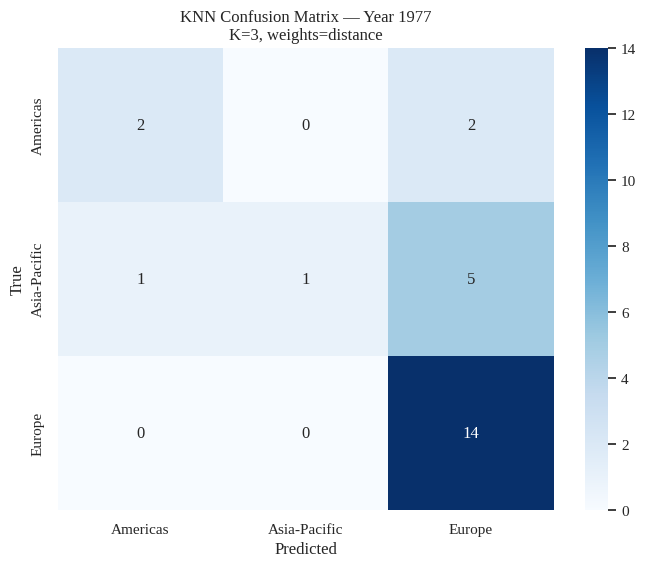 KNN Confusion Matrix — Year 1977
K=3, weights=distance
True
Americas
2
0
2
Asia-Pacific
1
1
5
Europe
0
0
14
Americas
Asia-Pacific
Europe
Predicted
14
12
10
8
6
4
2
0